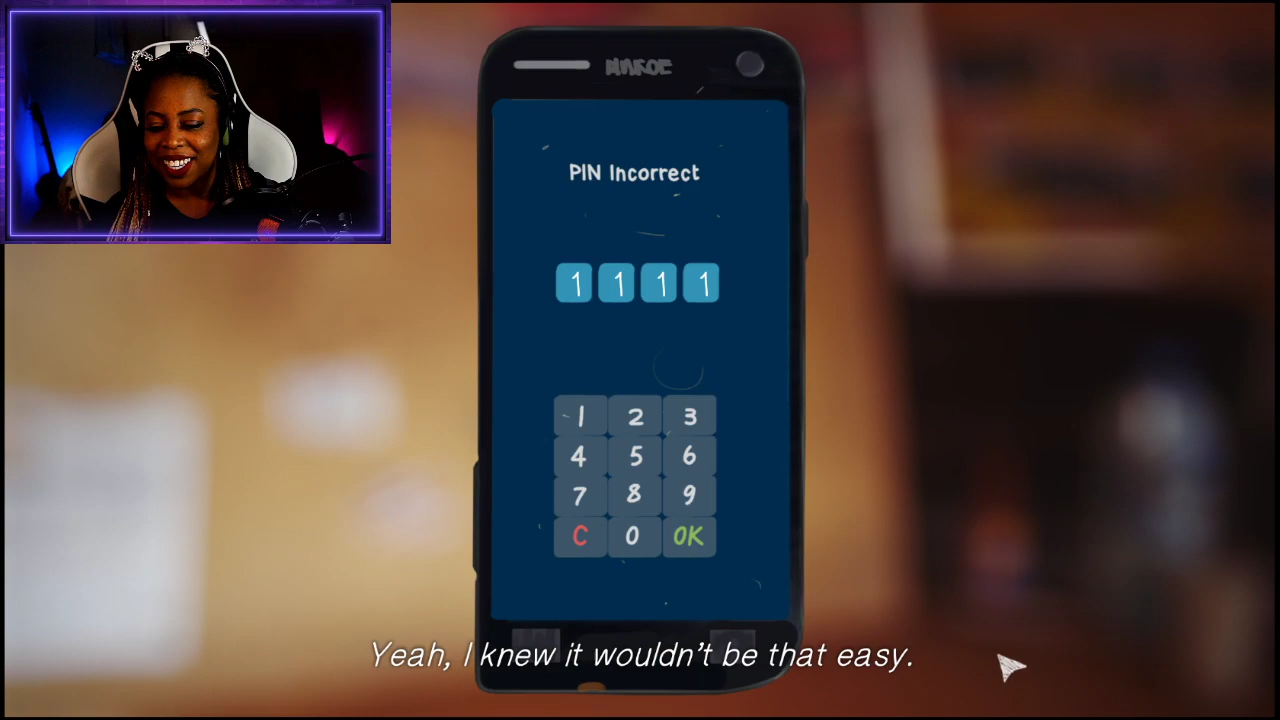 PIN Incorrect
1 1 1 1
1 2 3
4 5 6
7 8 9
C 0 OK
Yeah, I knew it wouldn't be that easy.